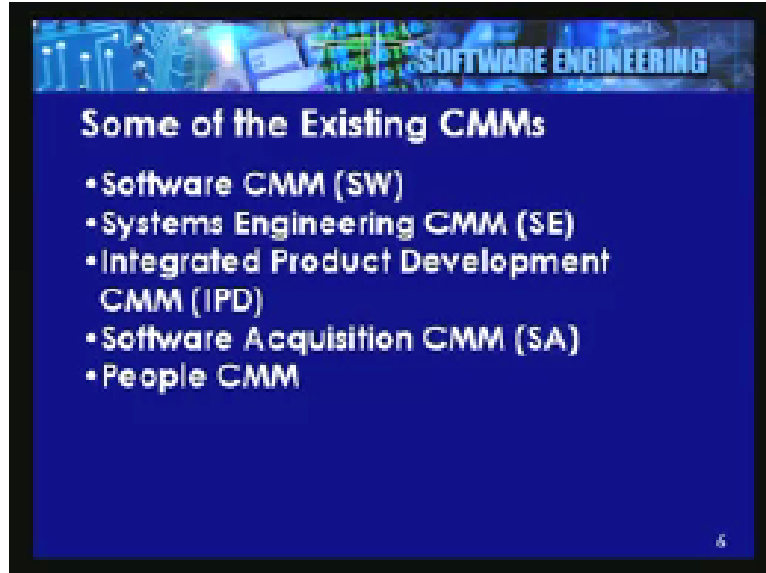 SOFTWARE ENGINEERING
Some of the Existing CMMs
•Software CMM (SW)
•Systems Engineering CMM (SE)
•Integrated Product Development
CMM (IPD)
•Software Acquisition CMM (SA)
•People CMM